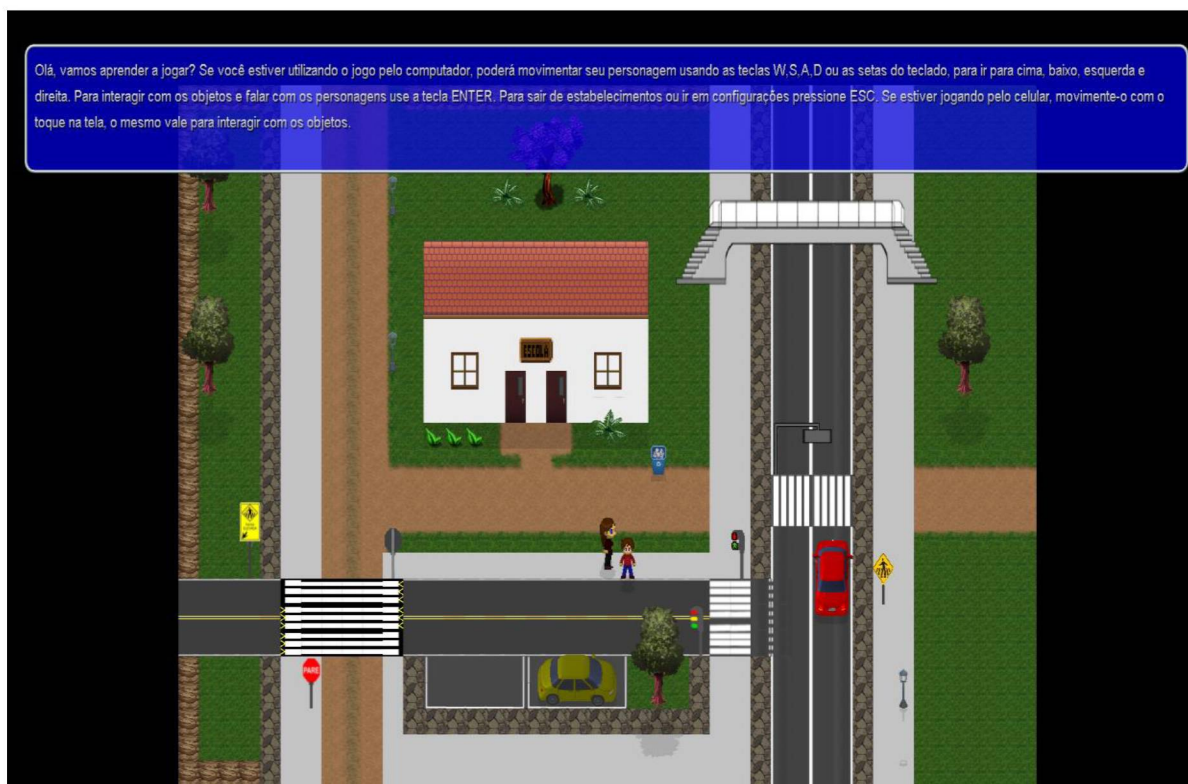 Olá, vamos aprender a jogar? Se você estiver utilizando o jogo pelo computador, poderá movimentar seu personagem usando as teclas W,S,A,D ou as setas do teclado, para ir para cima, baixo, esquerda e
direita. Para interagir com os objetos e falar com os personagens use a tecla ENTER. Para sair de estabelecimentos ou ir em configurações pressione ESC. Se estiver jogando pelo celular, movimente-o com o
toque na tela, o mesmo vale para interagir com os objetos.
ESCOLA
PARE